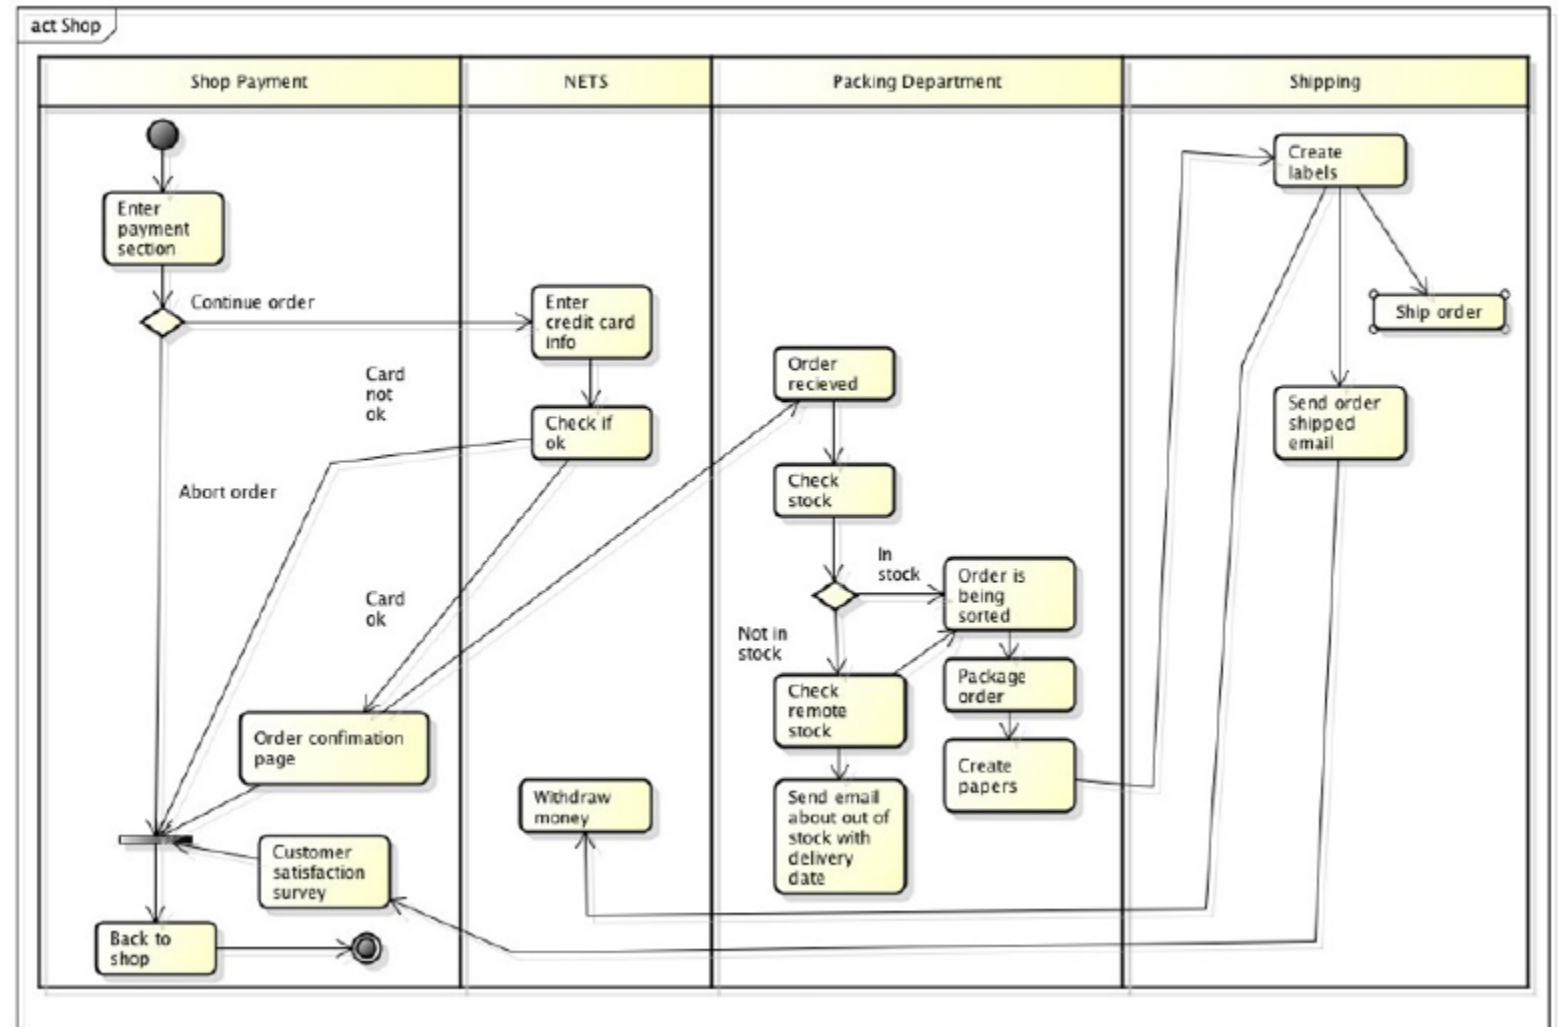 act Shop
Shop Payment
NETS
Packing Department
Shipping
Enter
payment
section
Continue order
Abort order
Enter
credit card
info
Card
not
ok
Check if
ok
Card
ok
Order confimation
page
Customer
satisfaction
survey
Back to
shop
Withdraw
money
Order
recieved
Check
stock
In
stock
Not in
stock
Order is
being
sorted
Check
remote
stock
Package
order
Create
papers
Send email
about out of
stock with
delivery
date
Create
labels
Ship order
Send order
shipped
email